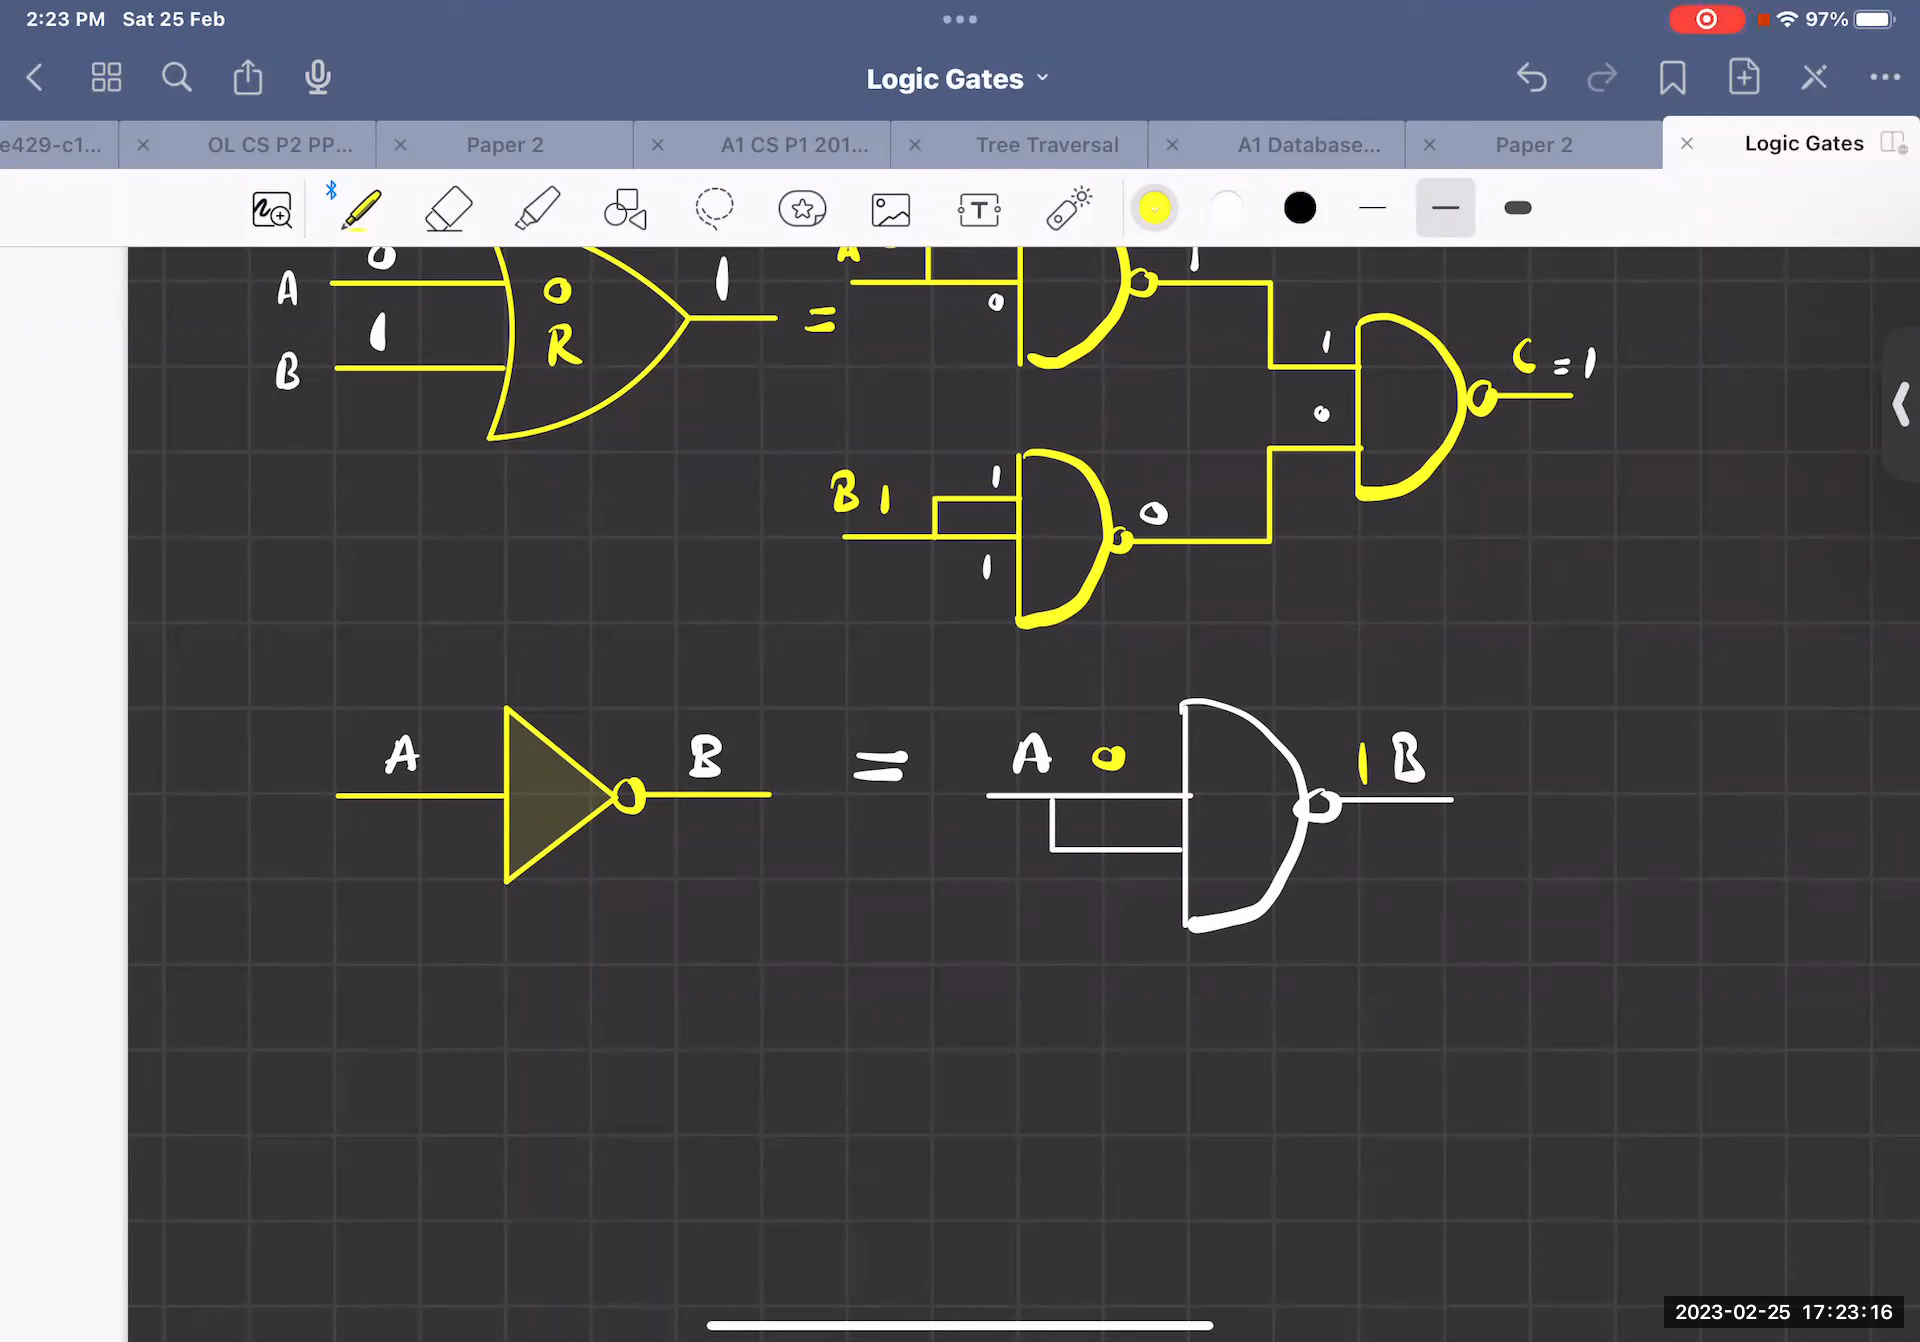 2:23 PM Sat 25 Feb
97%
Logic Gates
e429-c1...
OL CS P2 PP...
Paper 2
A1 CS P1 201...
Tree Traversal
A1 Database...
Paper 2
Logic Gates
T
A 0
B 1
O
R
1
=
A
0
1
1
0
C = 1
B 1
1
1
0
A B = A 0 1 B
2023-02-25 17:23:16